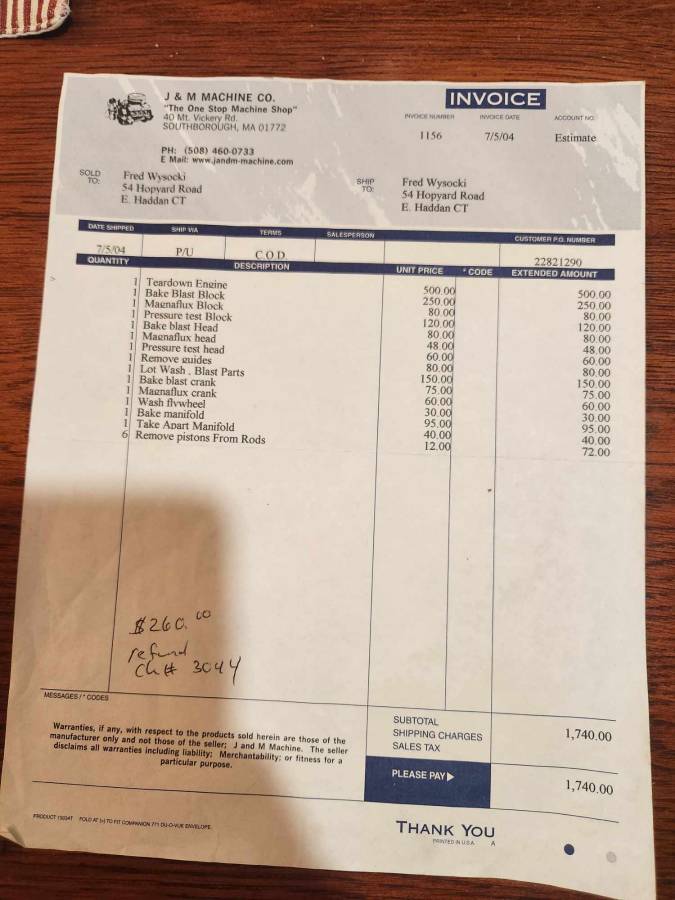 J & M MACHINE CO.
"The One Stop Machine Shop"
40 Mt. Vickery Rd.
SOUTHBOROUGH, MA 01772
PH: (508) 460-0733
E Mail: www.jandm-machine.com
INVOICE
INVOICE NUMBER INVOICE DATE ACCOUNT NO.
1156 7/5/04 Estimate
SOLD TO:
Fred Wysocki
54 Hopyard Road
E. Haddan CT
SHIP TO:
Fred Wysocki
54 Hopyard Road
E. Haddan CT
DATE SHIPPED SHIP VIA TERMS SALESPERSON CUSTOMER P.O. NUMBER
7/5/04 P/U C.O.D. 22821290
QUANTITY DESCRIPTION UNIT PRICE * CODE EXTENDED AMOUNT
1 Teardown Engine 500.00 500.00
1 Bake Blast Block 250.00 250.00
1 Magnaflux Block 80.00 80.00
1 Pressure test Block 120.00 120.00
1 Bake blast Head 80.00 80.00
1 Magnaflux head 48.00 48.00
1 Pressure test head 60.00 60.00
1 Remove guides 80.00 80.00
1 Lot Wash . Blast Parts 150.00 150.00
1 Bake blast crank 75.00 75.00
1 Magnaflux crank 60.00 60.00
1 Wash flywheel 30.00 30.00
1 Bake manifold 95.00 95.00
1 Take Apart Manifold 40.00 40.00
6 Remove pistons From Rods 12.00 72.00
$260.00
refund
Ch# 3044
MESSAGES / * CODES
Warranties, if any, with respect to the products sold herein are those of the
manufacturer only and not those of the seller; J and M Machine. The seller
disclaims all warranties including liability; Merchantability; or fitness for a
particular purpose.
SUBTOTAL 1,740.00
SHIPPING CHARGES
SALES TAX
PLEASE PAY 1,740.00
PRODUCT 13034T FOLD AT (>) TO FIT COMPANION 771 DU-O-VUE ENVELOPE.
THANK YOU
PRINTED IN U.S.A. A